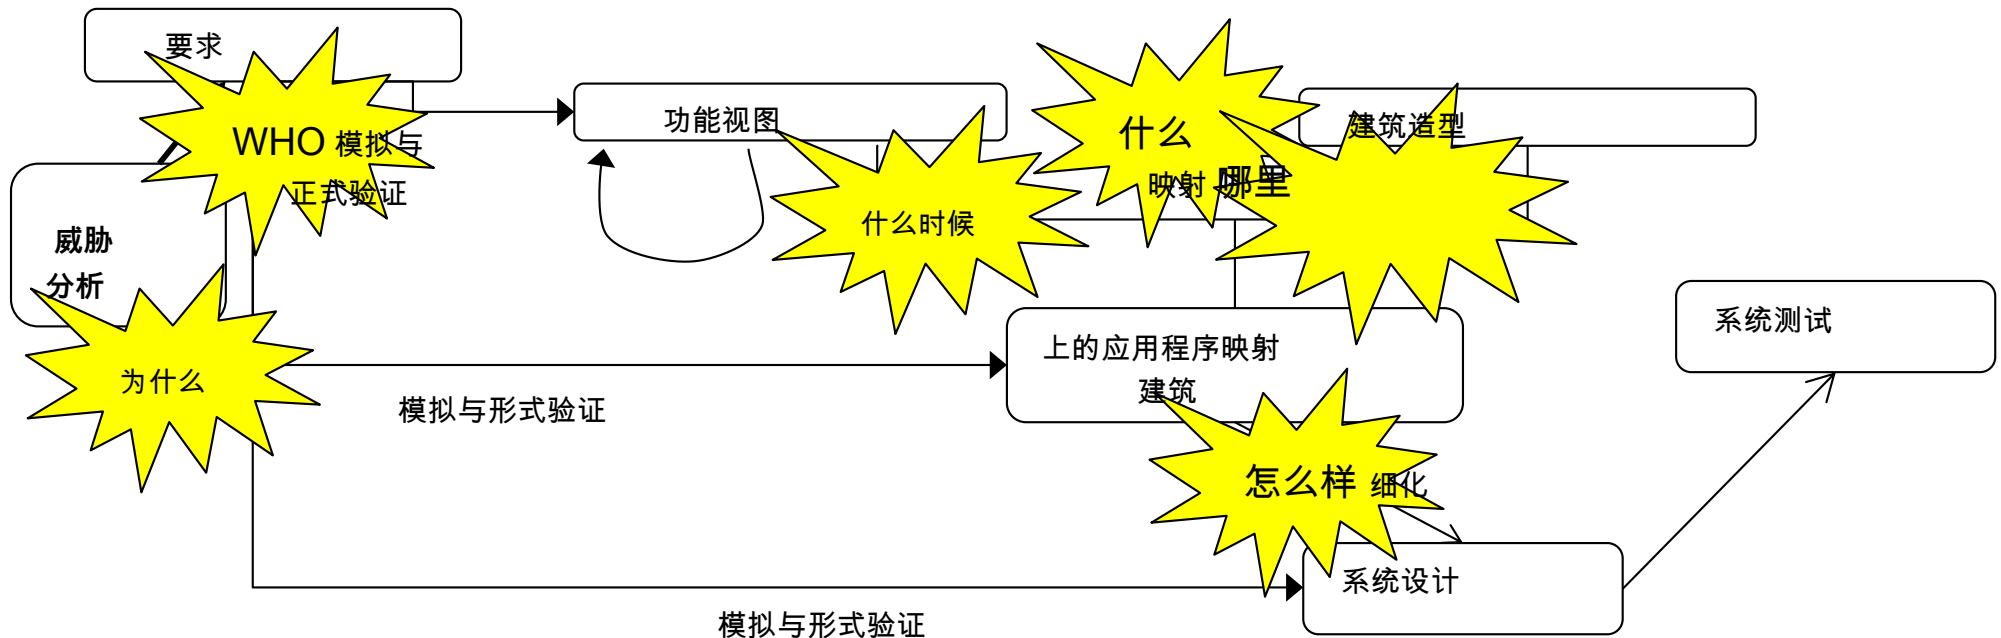 要求
功能视图
建筑造型
WHO 模拟与
正式验证
什么
映射 哪里
什么时候
威胁
分析
为什么
系统测试
上的应用程序映射
建筑
模拟与形式验证
怎么样 细化
系统设计
模拟与形式验证